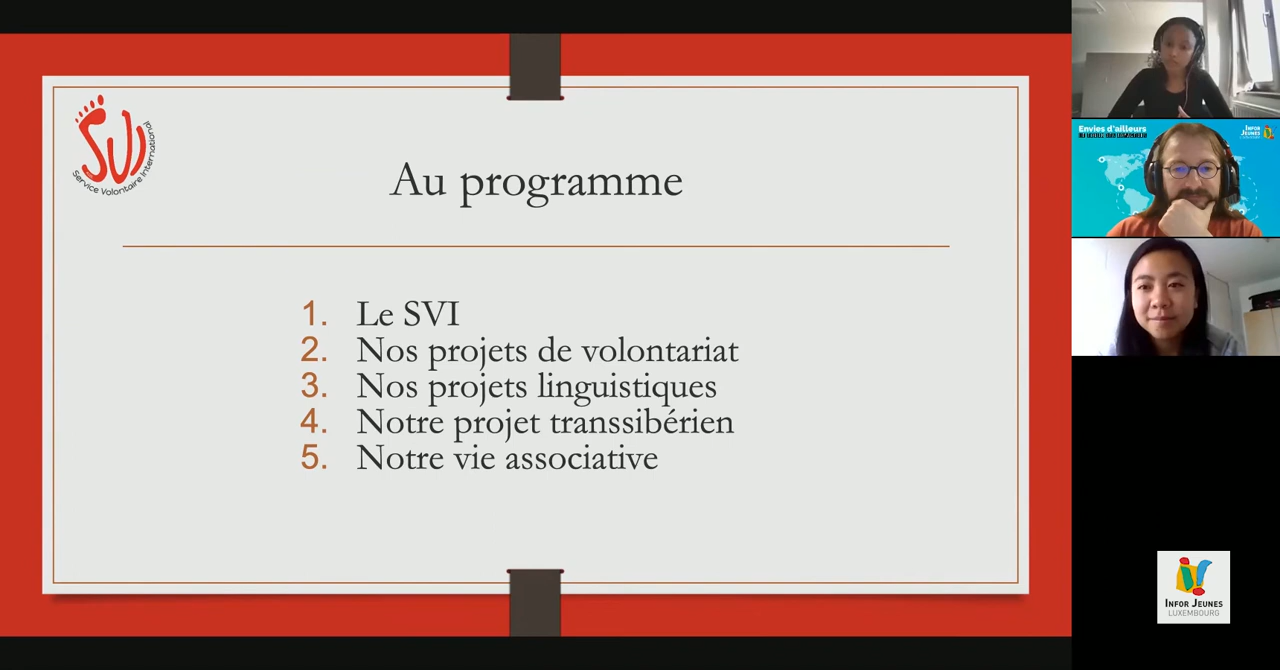 SVI
Service Volontaire International
Au programme
1. Le SVI
2. Nos projets de volontariat
3. Nos projets linguistiques
4. Notre projet transsibérien
5. Notre vie associative
Envies d'ailleurs
INFOR
JEUNES
INFOR JEUNES
LUXEMBOURG